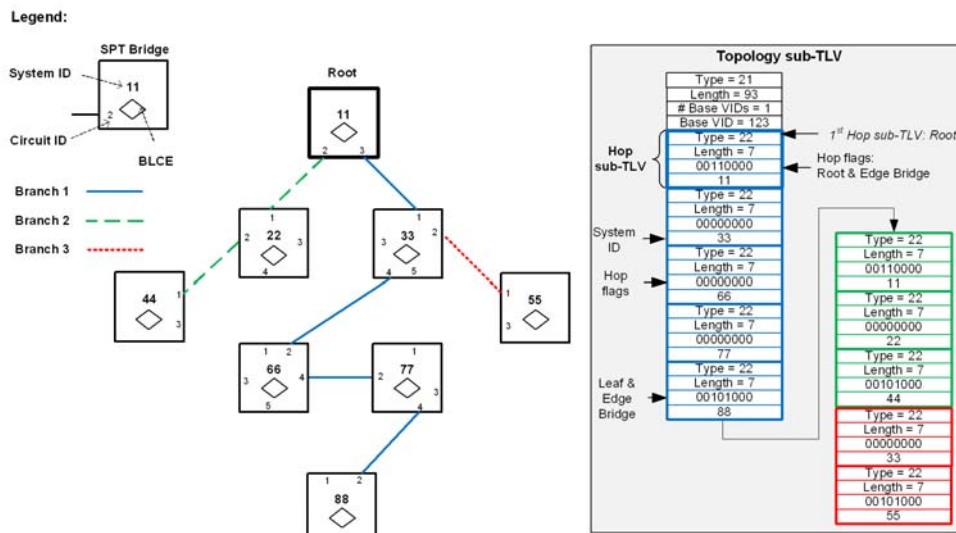 Legend:
SPT Bridge
System ID
11
2
Circuit ID
BLCE
Branch 1
Branch 2
Branch 3
Root
11
2 3
1
2 22 3
4
1
3 33 2
4 5
44 1
3
1 55
3
1 2
3 66 4
5
1
2 77 3
4
1 2
88
Topology sub-TLV
Type = 21
Length = 93
# Base VIDs = 1
Base VID = 123
Hop sub-TLV
Type = 22
Length = 7
00110000
11
1st Hop sub-TLV: Root
Hop flags:
Root & Edge Bridge
Type = 22
Length = 7
00000000
33
System ID
Type = 22
Length = 7
00000000
66
Hop flags
Type = 22
Length = 7
00000000
77
Type = 22
Length = 7
00101000
88
Leaf &
Edge
Bridge
Type = 22
Length = 7
00110000
11
Type = 22
Length = 7
00000000
22
Type = 22
Length = 7
00101000
44
Type = 22
Length = 7
00000000
33
Type = 22
Length = 7
00101000
55